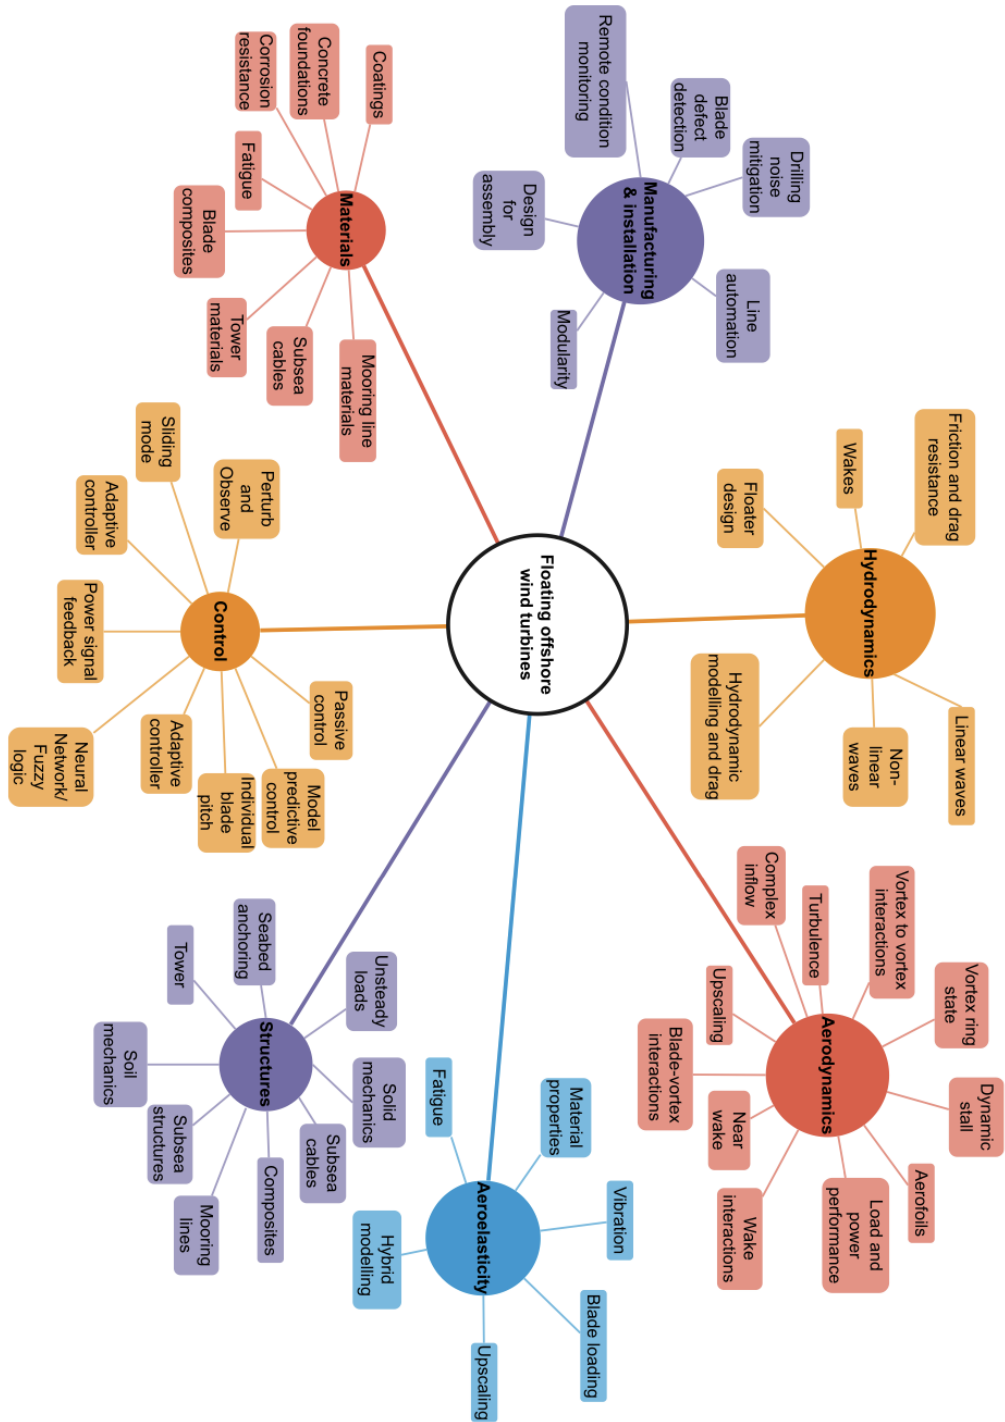 Floating offshore
wind turbines
Materials
Coatings
Concrete
foundations
Corrosion
resistance
Fatigue
Blade
composites
Tower
materials
Subsea
cables
Mooring line
materials
Manufacturing
& installation
Remote condition
monitoring
Blade
defect
detection
Drilling
noise
mitigation
Line
automation
Design
for
assembly
Modularity
Hydrodynamics
Friction and drag
resistance
Wakes
Floater
design
Hydrodynamic
modelling and drag
Non-
linear
waves
Linear waves
Aerodynamics
Complex
inflow
Turbulence
Vortex to vortex
interactions
Vortex ring
state
Dynamic
stall
Aerofoils
Load and
power
performance
Wake
interactions
Near
wake
Blade-vortex
interactions
Upscaling
Aeroelasticity
Fatigue
Material
properties
Vibration
Blade loading
Upscaling
Hybrid
modelling
Structures
Unsteady
loads
Solid
mechanics
Subsea
cables
Composites
Mooring
lines
Subsea
structures
Soil
mechanics
Tower
Seabed
anchoring
Control
Perturb
and
Observe
Sliding
mode
Adaptive
controller
Power signal
feedback
Neural
Network/
Fuzzy
logic
Adaptive
controller
Individual
blade
pitch
Model
predictive
control
Passive
control